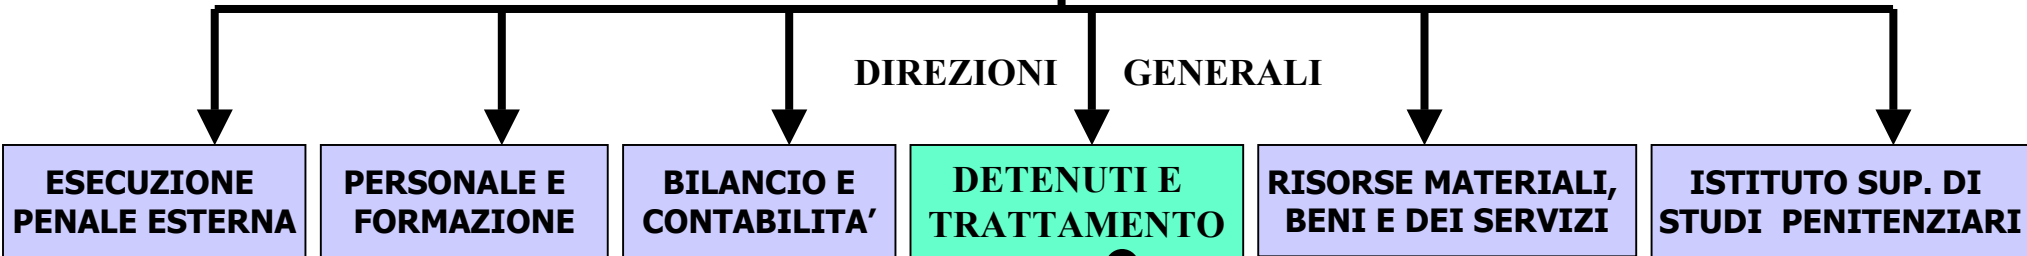 DIREZIONI GENERALI
ESECUZIONE
PENALE ESTERNA
PERSONALE E
FORMAZIONE
BILANCIO E
CONTABILITA’
DETENUTI E
TRATTAMENTO
RISORSE MATERIALI,
BENI E DEI SERVIZI
ISTITUTO SUP. DI
STUDI PENITENZIARI